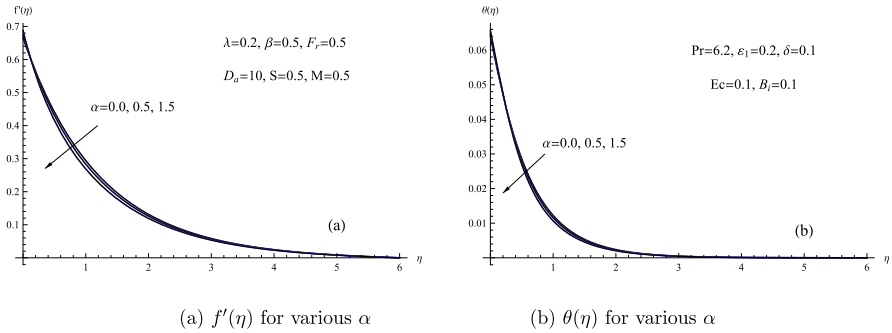 f'(η)
0.7
0.6
0.5
0.4
0.3
0.2
0.1
λ=0.2, β=0.5, Fr=0.5
Da=10, S=0.5, M=0.5
α=0.0, 0.5, 1.5
(a)
1 2 3 4 5 6 η
θ(η)
0.06
0.05
0.04
0.03
0.02
0.01
Pr=6.2, ε1=0.2, δ=0.1
Ec=0.1, Bi=0.1
α=0.0, 0.5, 1.5
(b)
1 2 3 4 5 6 η
(a) f′(η) for various α
(b) θ(η) for various α